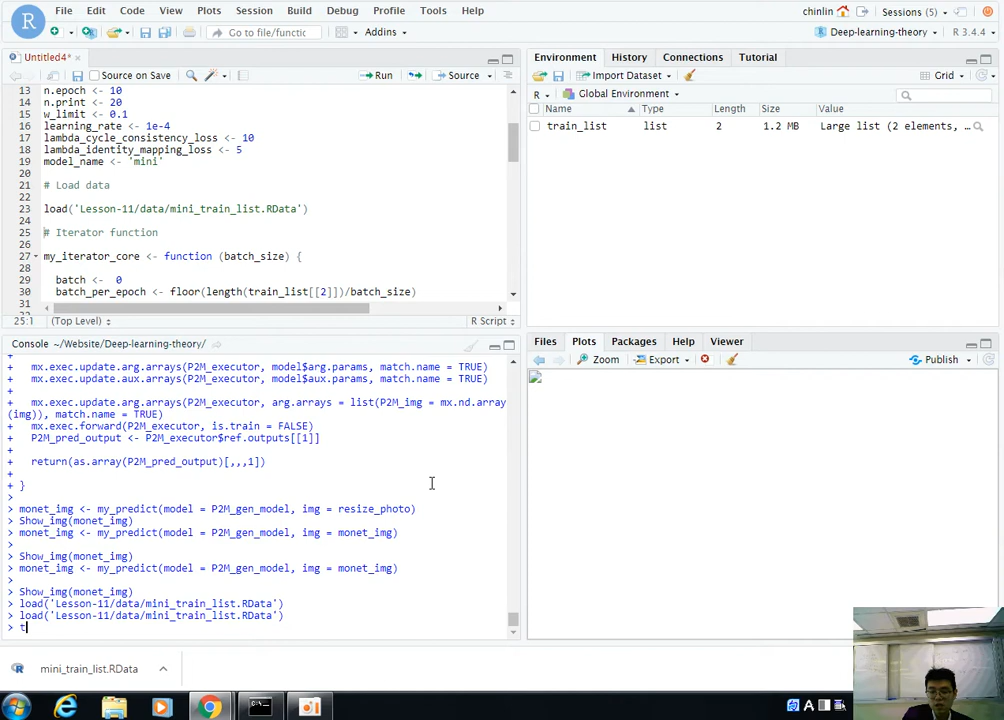 File Edit Code View Plots Session Build Debug Profile Tools Help
chinlin Sessions (5)
Go to file/functic Addins
Deep-learning-theory R 3.4.4
Untitled4*
Source on Save Run Source
13 n.epoch <- 10
14 n.print <- 20
15 w_limit <- 0.1
16 learning_rate <- 1e-4
17 lambda_cycle_consistency_loss <- 10
18 lambda_identity_mapping_loss <- 5
19 model_name <- 'mini'
20
21 # Load data
22
23 load('Lesson-11/data/mini_train_list.RData')
24
25 # Iterator function
26
27 my_iterator_core <- function (batch_size) {
28
29 batch <- 0
30 batch_per_epoch <- floor(length(train_list[[2]])/batch_size)
31
25:1 (Top Level) R Script
Console ~/Website/Deep-learning-theory/
+
+ mx.exec.update.arg.arrays(P2M_executor, model$arg.params, match.name = TRUE)
+ mx.exec.update.aux.arrays(P2M_executor, model$aux.params, match.name = TRUE)
+
+ mx.exec.update.arg.arrays(P2M_executor, arg.arrays = list(P2M_img = mx.nd.array
(img)), match.name = TRUE)
+ mx.exec.forward(P2M_executor, is.train = FALSE)
+ P2M_pred_output <- P2M_executor$ref.outputs[[1]]
+
+ return(as.array(P2M_pred_output)[,,,1])
+
+ }
>
> monet_img <- my_predict(model = P2M_gen_model, img = resize_photo)
> Show_img(monet_img)
> monet_img <- my_predict(model = P2M_gen_model, img = monet_img)
>
> Show_img(monet_img)
> monet_img <- my_predict(model = P2M_gen_model, img = monet_img)
>
> Show_img(monet_img)
> load('Lesson-11/data/mini_train_list.RData')
> load('Lesson-11/data/mini_train_list.RData')
> t
Environment History Connections Tutorial
Import Dataset Grid
R Global Environment
Name Type Length Size Value
train_list list 2 1.2 MB Large list (2 elements, …
Files Plots Packages Help Viewer
Zoom Export Publish
mini_train_list.RData
A